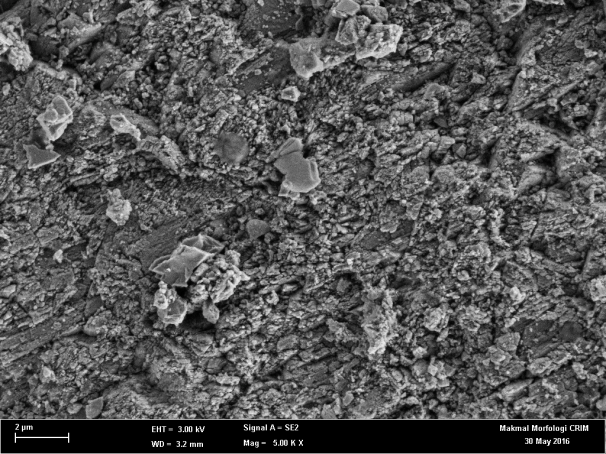 2 µm
EHT = 3.00 kV
WD = 3.2 mm
Signal A = SE2
Mag = 5.00 K X
Makmal Morfologi CRIM
30 May 2016